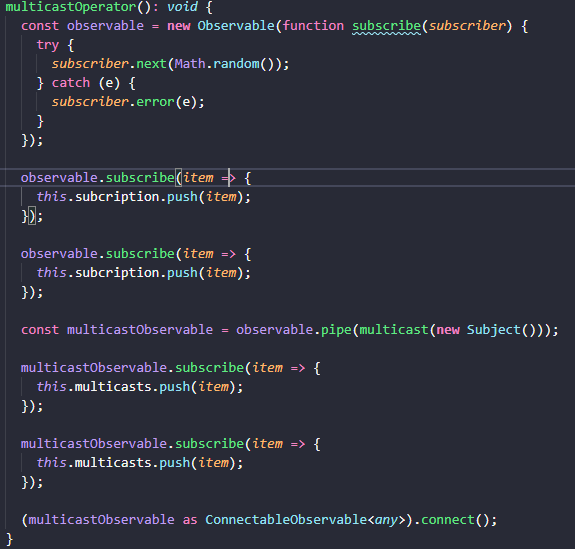 multicastOperator(): void {
  const observable = new Observable(function subscribe(subscriber) {
    try {
      subscriber.next(Math.random());
    } catch (e) {
      subscriber.error(e);
    }
  });

  observable.subscribe(item => {
    this.subcription.push(item);
  });

  observable.subscribe(item => {
    this.subcription.push(item);
  });

  const multicastObservable = observable.pipe(multicast(new Subject()));

  multicastObservable.subscribe(item => {
    this.multicasts.push(item);
  });

  multicastObservable.subscribe(item => {
    this.multicasts.push(item);
  });

  (multicastObservable as ConnectableObservable<any>).connect();
}